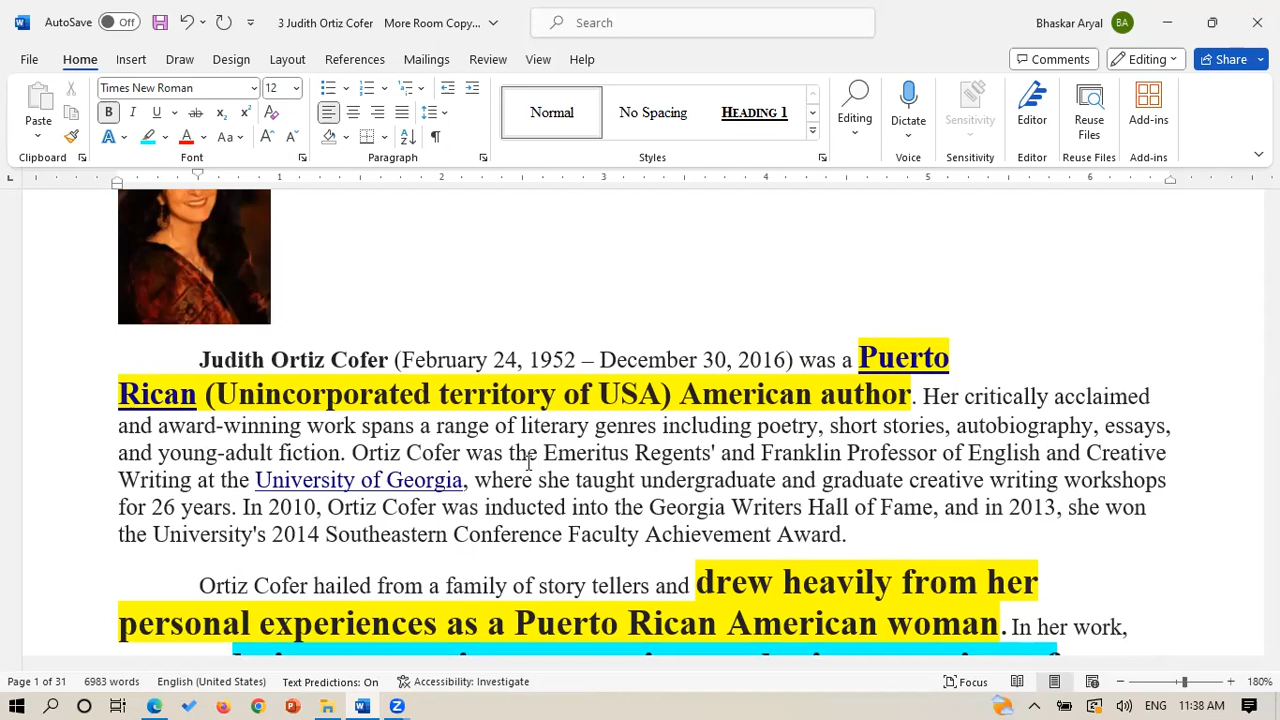 AutoSave Off 3 Judith Ortiz Cofer More Room Copy... Search Bhaskar Aryal BA
File Home Insert Draw Design Layout References Mailings Review View Help Comments Editing Share
Times New Roman 12
Paste
B I U ab x₂ x²
A A A Aa A A
Normal No Spacing HEADING 1
Editing Dictate Sensitivity Editor Reuse Files Add-ins
Clipboard Font Paragraph Styles Voice Sensitivity Editor Reuse Files Add-ins
1 2 3 4 5 6
Judith Ortiz Cofer (February 24, 1952 – December 30, 2016) was a Puerto
Rican (Unincorporated territory of USA) American author. Her critically acclaimed
and award-winning work spans a range of literary genres including poetry, short stories, autobiography, essays,
and young-adult fiction. Ortiz Cofer was the Emeritus Regents' and Franklin Professor of English and Creative
Writing at the University of Georgia, where she taught undergraduate and graduate creative writing workshops
for 26 years. In 2010, Ortiz Cofer was inducted into the Georgia Writers Hall of Fame, and in 2013, she won
the University's 2014 Southeastern Conference Faculty Achievement Award.
Ortiz Cofer hailed from a family of story tellers and drew heavily from her
personal experiences as a Puerto Rican American woman. In her work,
Page 1 of 31 6983 words English (United States) Text Predictions: On Accessibility: Investigate Focus 180%
ENG 11:38 AM